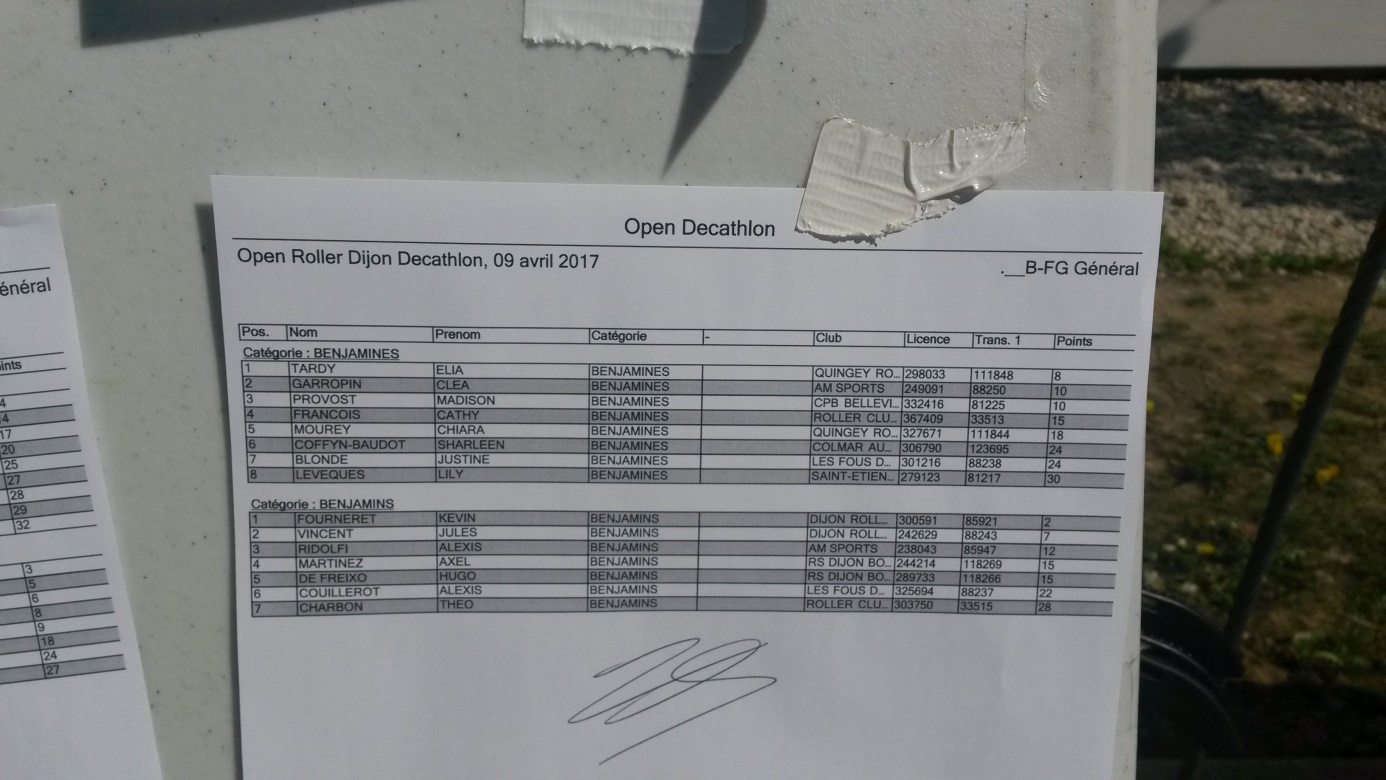 Open Decathlon
Open Roller Dijon Decathlon, 09 avril 2017 .__B-FG Général
Pos. Nom Prenom Catégorie - Club Licence Trans. 1 Points
Catégorie : BENJAMINES
1 TARDY ELIA BENJAMINES QUINGEY RO... 298033 111848 8
2 GARROPIN CLEA BENJAMINES AM SPORTS 249091 88250 10
3 PROVOST MADISON BENJAMINES CPB BELLEVI... 332416 81225 10
4 FRANCOIS CATHY BENJAMINES ROLLER CLU... 367409 33513 15
5 MOUREY CHIARA BENJAMINES QUINGEY RO... 327671 111844 18
6 COFFYN-BAUDOT SHARLEEN BENJAMINES COLMAR AU... 306790 123695 24
7 BLONDE JUSTINE BENJAMINES LES FOUS D... 301216 88238 24
8 LEVEQUES LILY BENJAMINES SAINT-ETIEN... 279123 81217 30
Catégorie : BENJAMINS
1 FOURNERET KEVIN BENJAMINS DIJON ROLL... 300591 85921 2
2 VINCENT JULES BENJAMINS DIJON ROLL... 242629 88243 7
3 RIDOLFI ALEXIS BENJAMINS AM SPORTS 238043 85947 12
4 MARTINEZ AXEL BENJAMINS RS DIJON BO... 244214 118269 15
5 DE FREIXO HUGO BENJAMINS RS DIJON BO... 289733 118266 15
6 COUILLEROT ALEXIS BENJAMINS LES FOUS D... 325694 88237 22
7 CHARBON THEO BENJAMINS ROLLER CLU... 303750 33515 28
énéral
ints
4
4
17
20
25
27
28
29
32
3
5
6
8
9
18
24
27